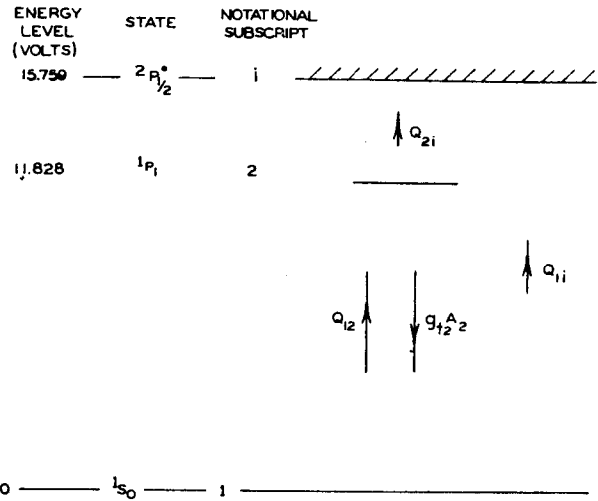 ENERGY LEVEL (VOLTS) STATE NOTATIONAL SUBSCRIPT
15.759 ²P°₁/₂ i
Q₂ᵢ
11.828 ¹P₁ 2
Q₁ᵢ
Q₁₂ g₊₂A₂
0 ¹S₀ 1